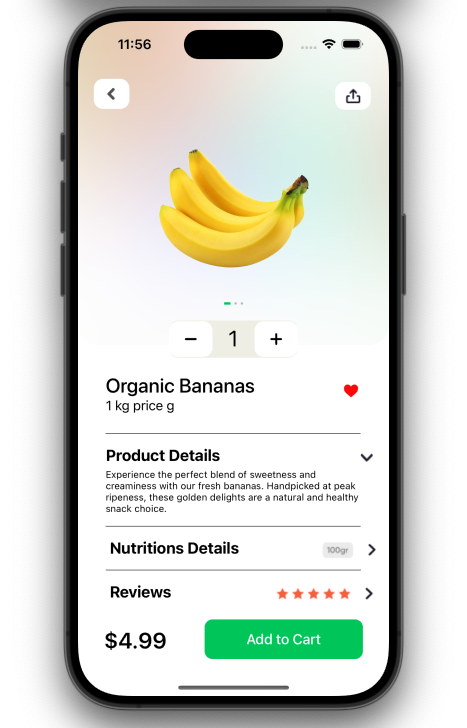 11:56
1
Organic Bananas
1 kg price g
Product Details
Experience the perfect blend of sweetness and
creaminess with our fresh bananas. Handpicked at peak
ripeness, these golden delights are a natural and healthy
snack choice.
Nutritions Details
100gr
Reviews
$4.99
Add to Cart